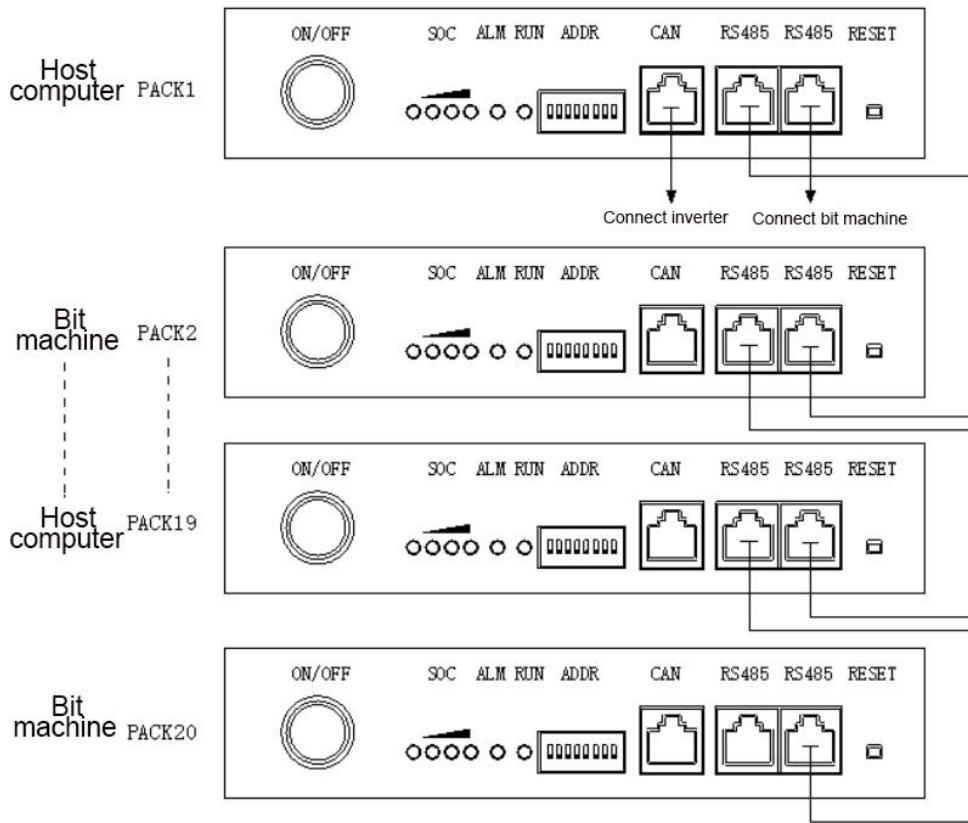 ON/OFF SOC ALM RUN ADDR CAN RS485 RS485 RESET
Host
computer PACK1
Connect inverter Connect bit machine
ON/OFF SOC ALM RUN ADDR CAN RS485 RS485 RESET
Bit
machine PACK2
ON/OFF SOC ALM RUN ADDR CAN RS485 RS485 RESET
Host
computer PACK19
ON/OFF SOC ALM RUN ADDR CAN RS485 RS485 RESET
Bit
machine PACK20